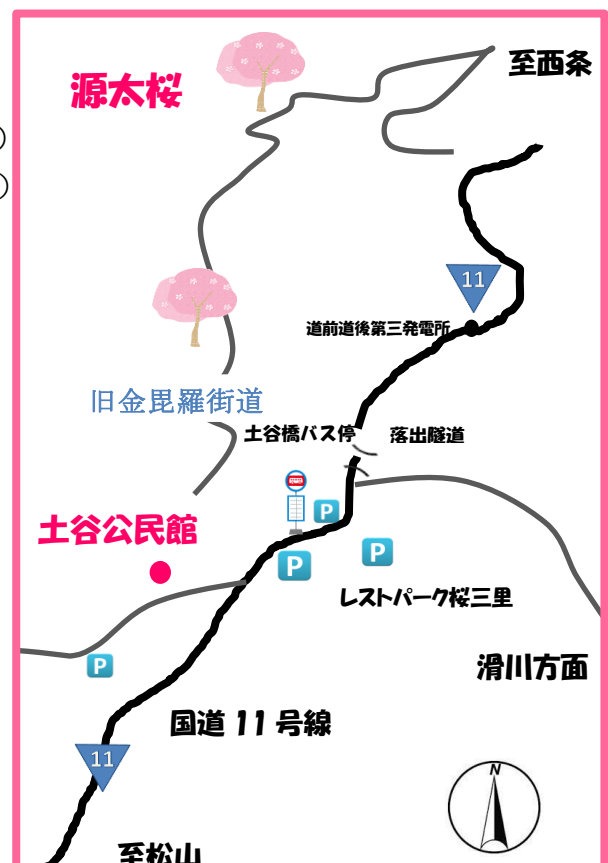 至西条
源太桜
11
道前道後第三発電所
旧金毘羅街道
土谷橋バス停
落出隧道
P
土谷公民館
P
P
レストパーク桜三里
P
滑川方面
国道 11 号線
11
N
至松山